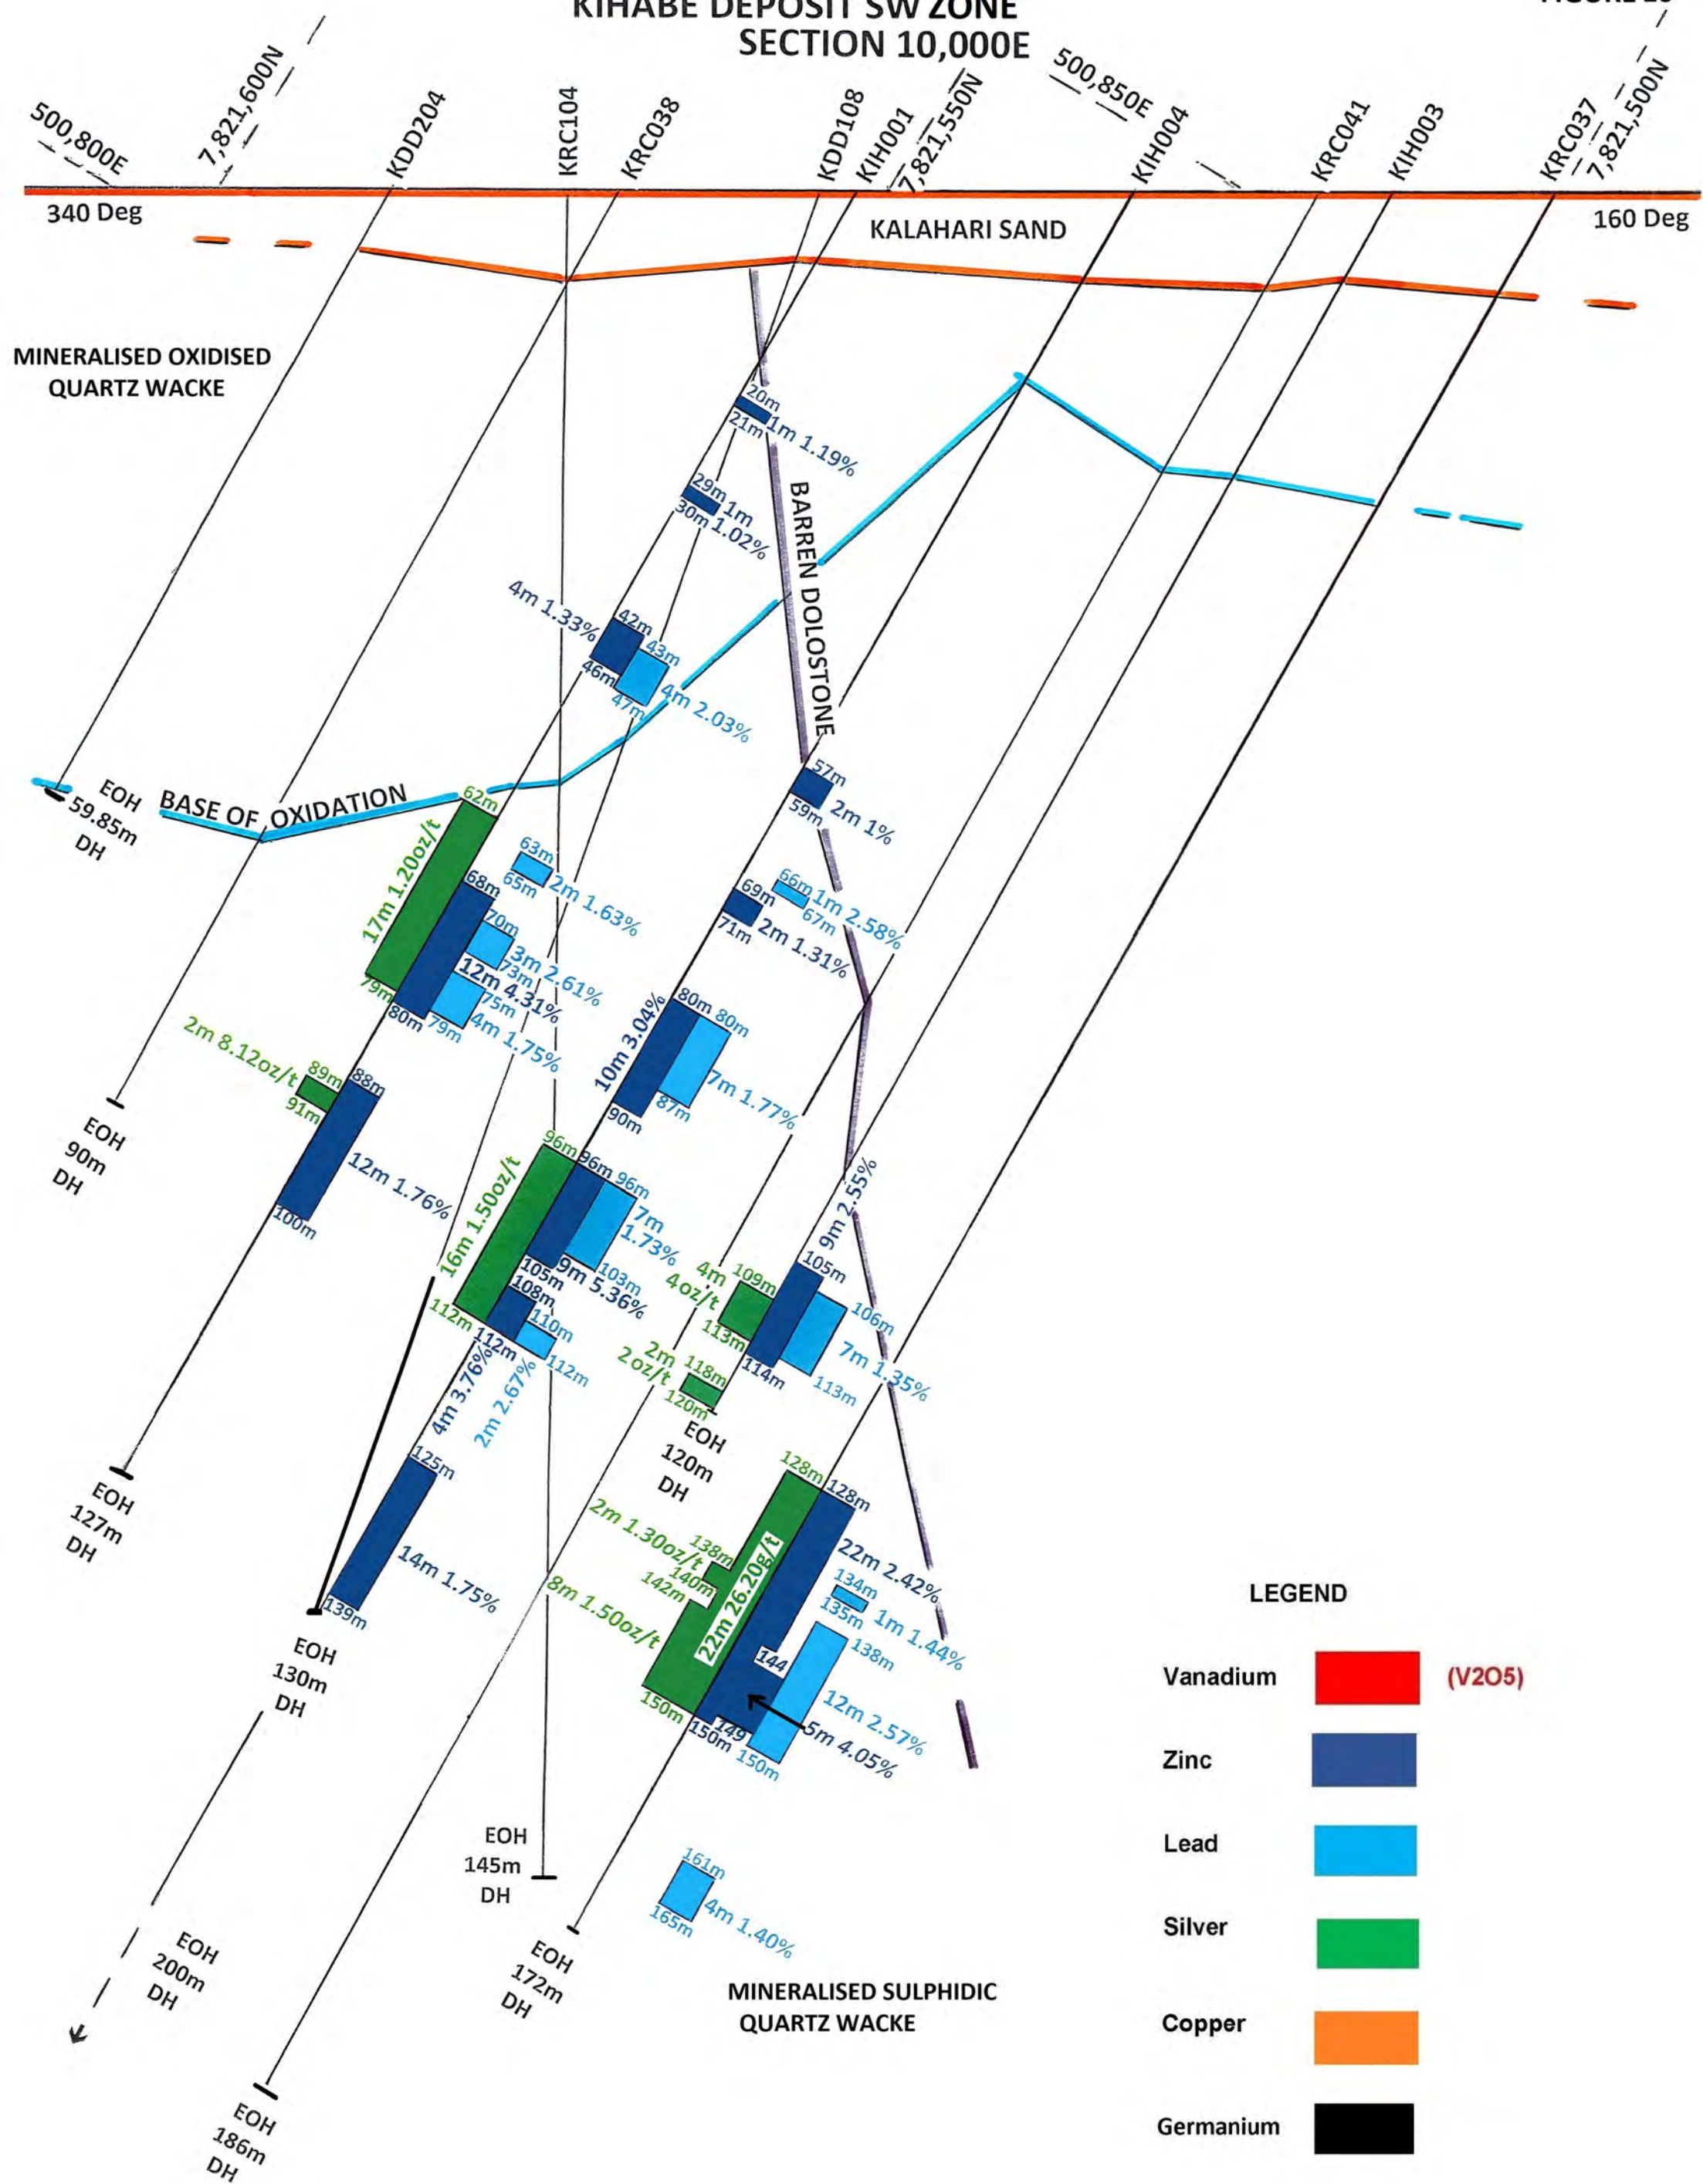 KIHABE DEPOSIT SW ZONE
SECTION 10,000E
500,800E
7,821,600N
KDD204
KRC104
KRC038
KDD108
KIH001
7,821,550N
500,850E
KIH004
KRC041
KIH003
KRC037
7,821,500N
340 Deg
160 Deg
KALAHARI SAND
MINERALISED OXIDISED
QUARTZ WACKE
20m
21m
1m 1.19%
29m
1m
30m
1.02%
BARREN DOLOSTONE
4m 1.33%
42m
43m
46m
47m
4m 2.03%
57m
59m
2m 1%
EOH
59.85m
DH
BASE OF OXIDATION
62m
17m 1.20oz/t
63m
65m
2m 1.63%
68m
70m
3m 2.61%
73m
12m 4.31%
75m
79m
80m
79m
4m 1.75%
66m
1m 2.58%
67m
69m
71m
2m 1.31%
80m
80m
10m 3.04%
7m 1.77%
87m
90m
2m 8.12oz/t
89m
91m
88m
12m 1.76%
100m
EOH
90m
DH
96m
96m
96m
16m 1.50oz/t
7m
1.73%
103m
105m
9m 5.36%
108m
110m
112m
112m
112m
4m 3.76%
2m 2.67%
9m 2.55%
105m
106m
4m
4oz/t
109m
113m
114m
113m
7m 1.35%
2m
2oz/t
118m
120m
EOH
120m
DH
EOH
127m
DH
125m
14m 1.75%
139m
EOH
130m
DH
128m
128m
2m 1.30oz/t
138m
140m
142m
8m 1.50oz/t
22m 26.20g/t
22m 2.42%
134m
135m
1m 1.44%
138m
144
12m 2.57%
149
5m 4.05%
150m
150m
150m
EOH
145m
DH
161m
165m
4m 1.40%
EOH
172m
DH
EOH
200m
DH
EOH
186m
DH
MINERALISED SULPHIDIC
QUARTZ WACKE
LEGEND
Vanadium
(V2O5)
Zinc
Lead
Silver
Copper
Germanium